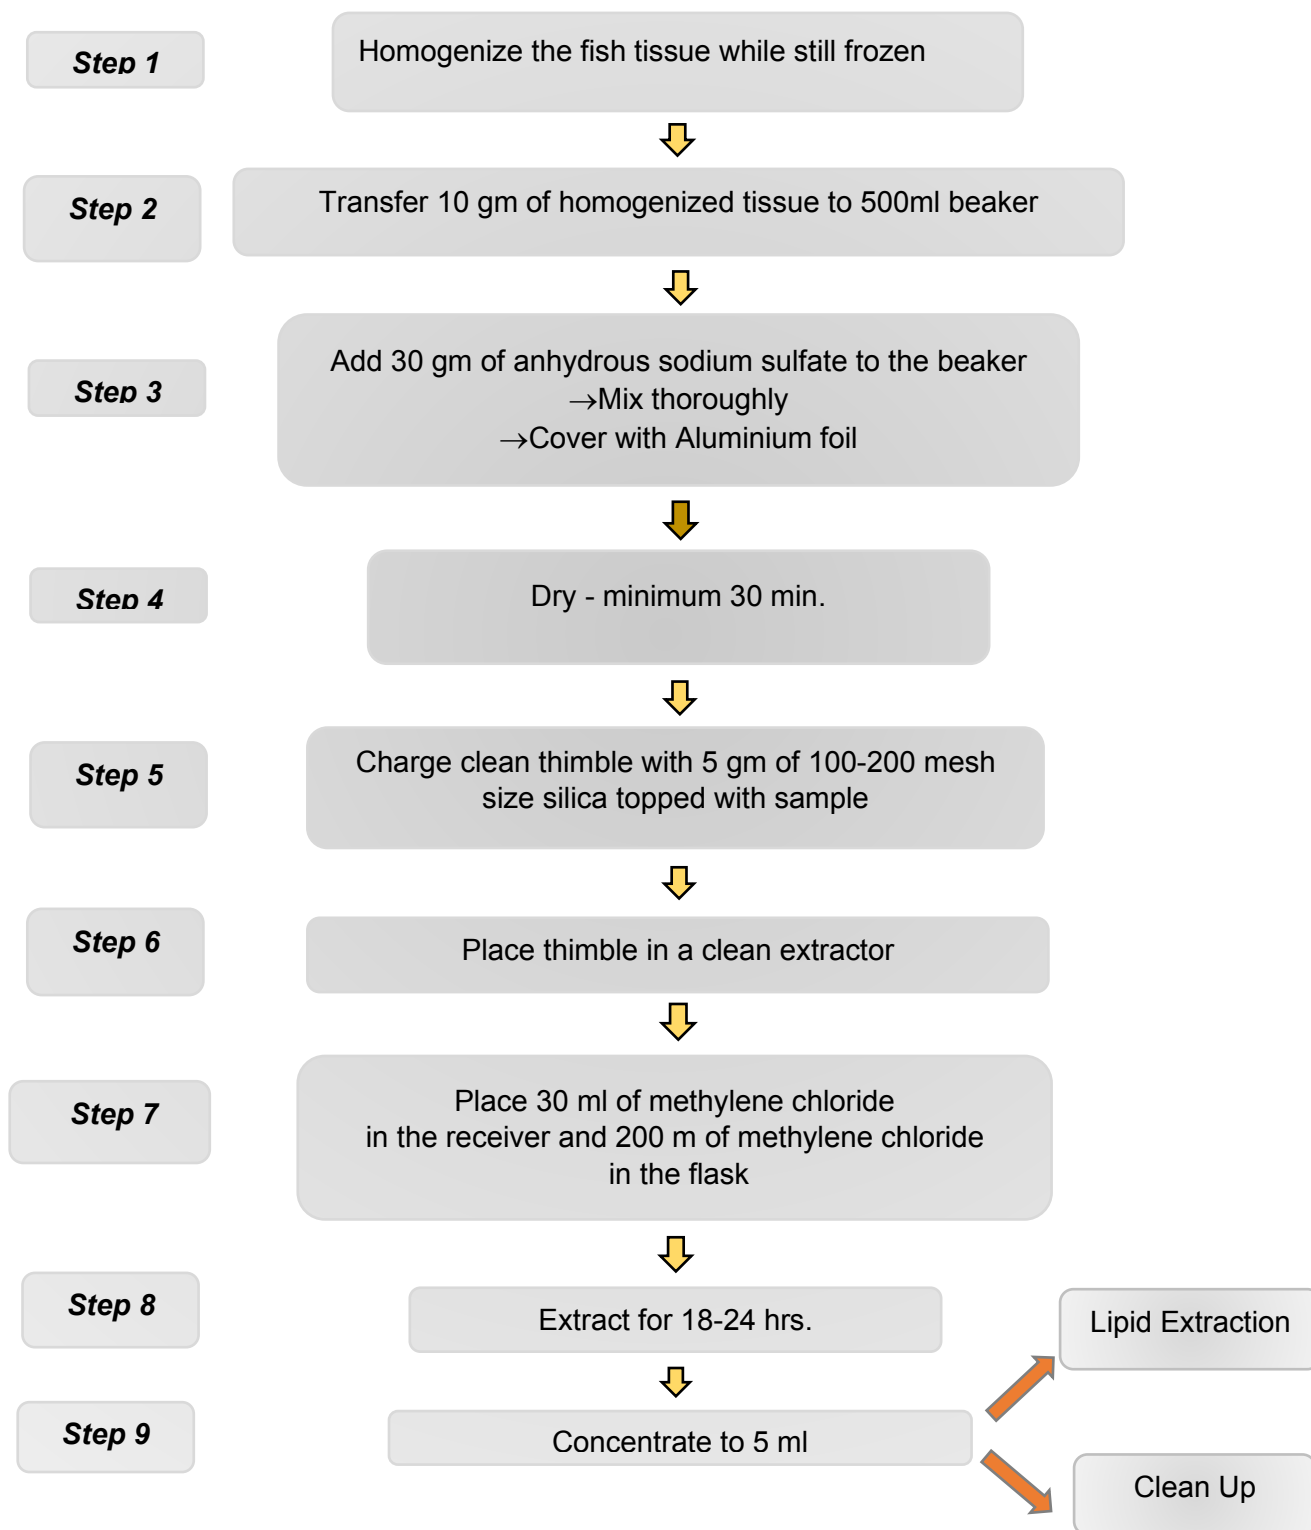 Step 1
Homogenize the fish tissue while still frozen
Step 2
Transfer 10 gm of homogenized tissue to 500ml beaker
Step 3
Add 30 gm of anhydrous sodium sulfate to the beaker
→Mix thoroughly
→Cover with Aluminium foil
Step 4
Dry - minimum 30 min.
Step 5
Charge clean thimble with 5 gm of 100-200 mesh
size silica topped with sample
Step 6
Place thimble in a clean extractor
Step 7
Place 30 ml of methylene chloride
in the receiver and 200 m of methylene chloride
in the flask
Step 8
Extract for 18-24 hrs.
Step 9
Concentrate to 5 ml
Lipid Extraction
Clean Up